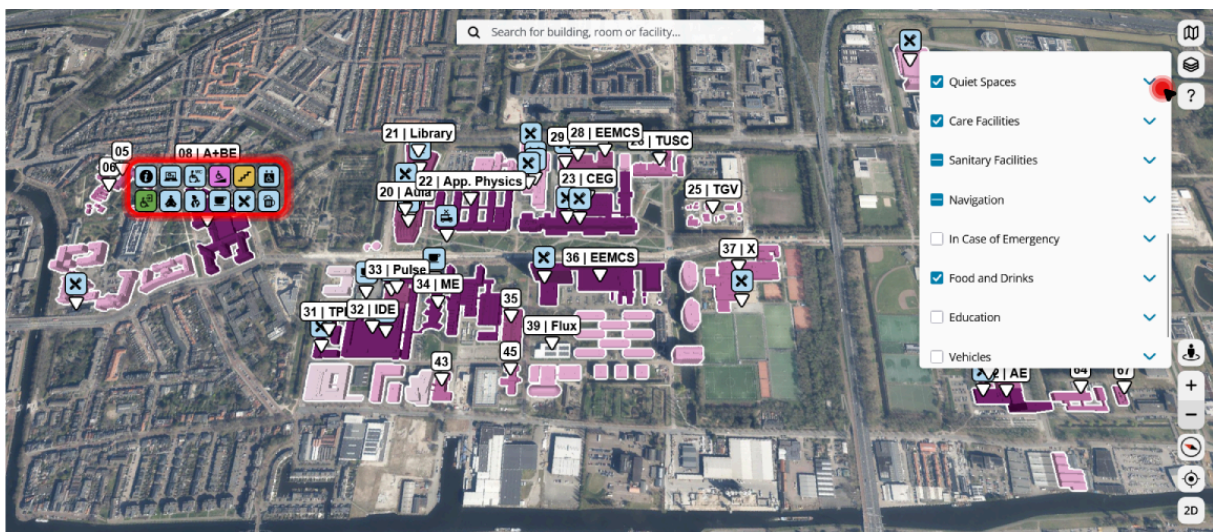 Search for building, room or facility...
Quiet Spaces
Care Facilities
Sanitary Facilities
Navigation
In Case of Emergency
Food and Drinks
Education
Vehicles
?
2D
05
06
08 | A+BE
21 | Library
20 | Aula
22 | App. Physics
29
28 | EEMCS
TUSC
23 | CEG
25 | TGV
37 | X
36 | EEMCS
33 | Pulse
34 | ME
31 | TP
32 | IDE
35
39 | Flux
43
45
2 | AE
64
67